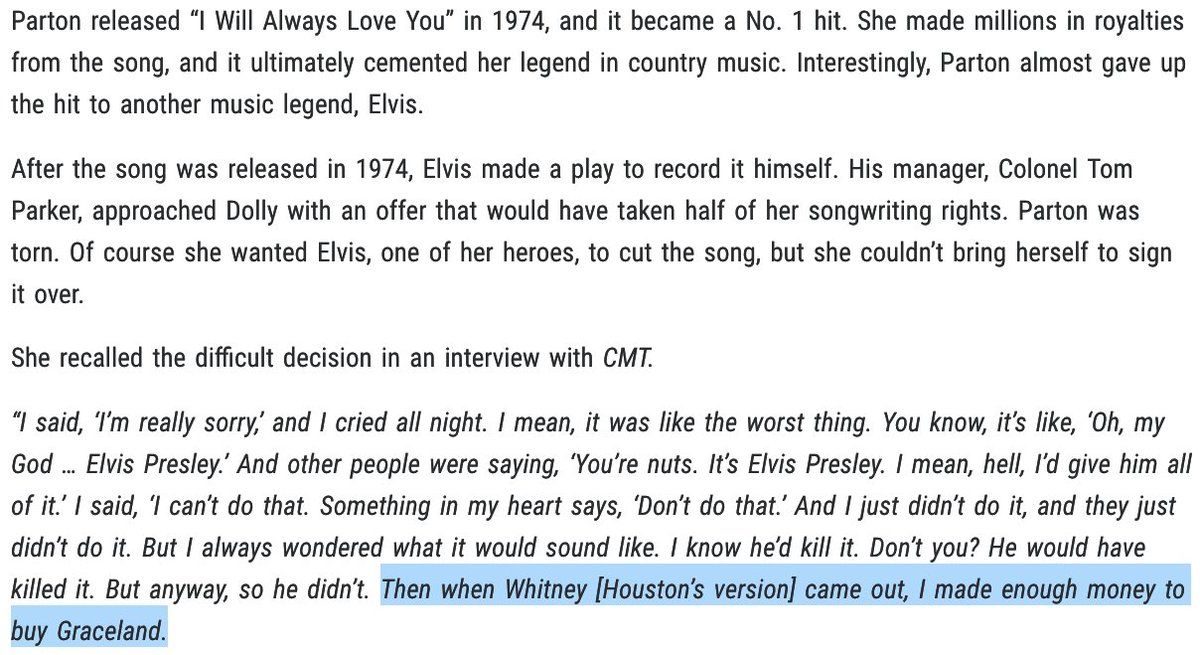 Parton released “I Will Always Love You” in 1974, and it became a No. 1 hit. She made millions in royalties
from the song, and it ultimately cemented her legend in country music. Interestingly, Parton almost gave up
the hit to another music legend, Elvis.
After the song was released in 1974, Elvis made a play to record it himself. His manager, Colonel Tom
Parker, approached Dolly with an offer that would have taken half of her songwriting rights. Parton was
torn. Of course she wanted Elvis, one of her heroes, to cut the song, but she couldn’t bring herself to sign
it over.
She recalled the difficult decision in an interview with CMT.
“I said, ‘I’m really sorry,’ and I cried all night. I mean, it was like the worst thing. You know, it’s like, ‘Oh, my
God … Elvis Presley.’ And other people were saying, ‘You’re nuts. It’s Elvis Presley. I mean, hell, I’d give him all
of it.’ I said, ‘I can’t do that. Something in my heart says, ‘Don’t do that.’ And I just didn’t do it, and they just
didn’t do it. But I always wondered what it would sound like. I know he’d kill it. Don’t you? He would have
killed it. But anyway, so he didn’t. Then when Whitney [Houston’s version] came out, I made enough money to
buy Graceland.